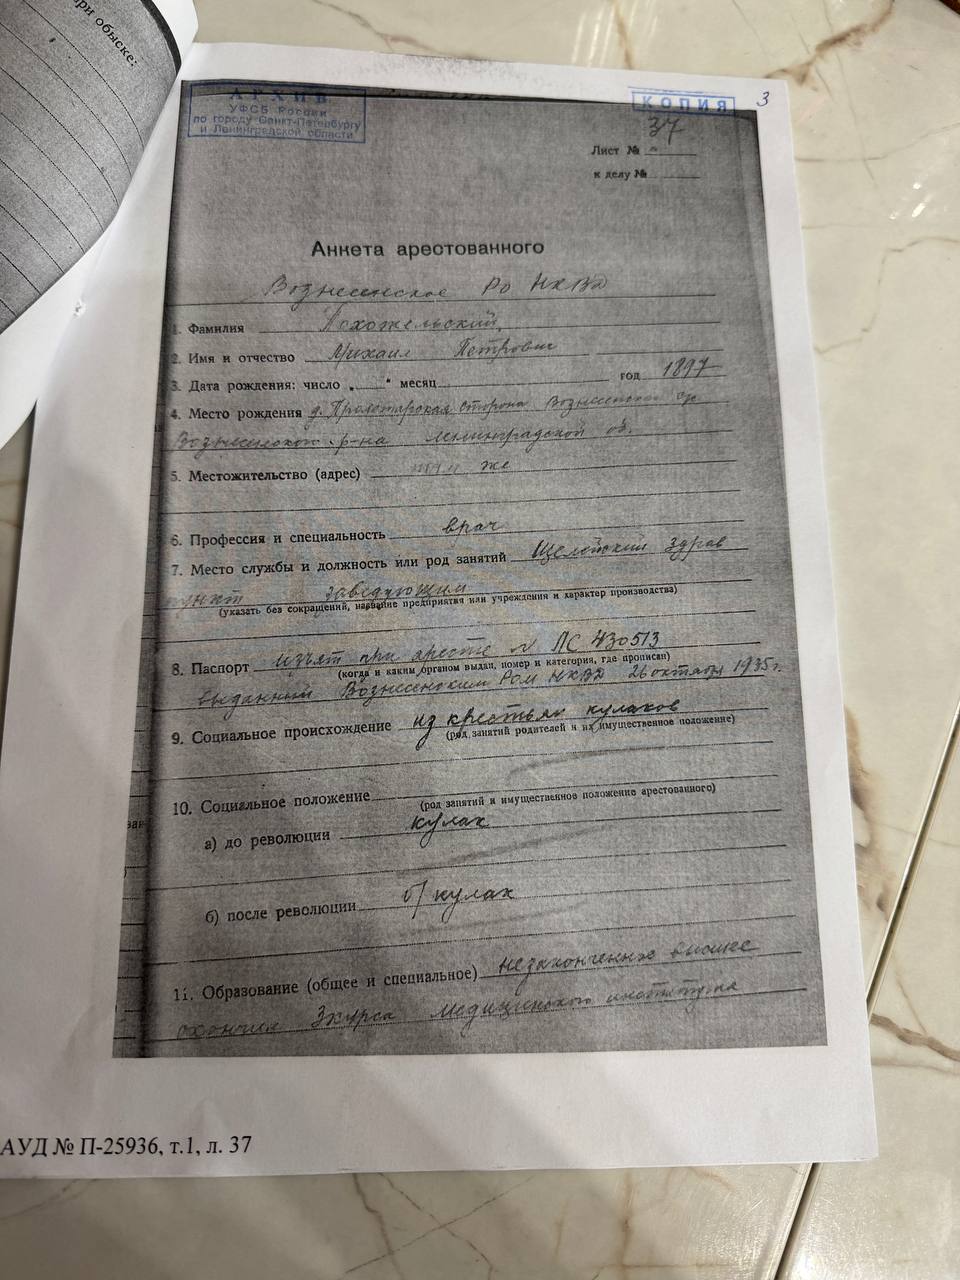 при обыске:
АРХИВ
УФСБ России
по городу Санкт-Петербургу
и Ленинградской области
КОПИЯ
3
37
Лист №
к делу №
Анкета арестованного
Вознесенское Ро НКВД
1. Фамилия Похожельский,
2. Имя и отчество Михаил Петрович
3. Дата рождения: число „ “ месяц год 1897
4. Место рождения д. Пролетарская сторона Вознесенск
Вознесенского р-на Ленинградской об.
5. Местожительство (адрес) там же
6. Профессия и специальность врач
7. Место службы и должность или род занятий Щелейский Здрав
пункт заведующим
(указать без сокращений, название предприятия или учреждения и характер производства)
8. Паспорт изъят при аресте № ЛС 430513
(когда и каким органом выдан, номер и категория, где прописан)
выданный Вознесенским Ром НКВД 26 октября 1935 г.
9. Социальное происхождение из крестьян кулаков
(род занятий родителей и их имущественное положение)
10. Социальное положение
(род занятий и имущественное положение арестованного)
а) до революции кулак
б) после революции б/кулак
11. Образование (общее и специальное) незаконченное высшее
окончил 3 курса Медицинского института
АУД № П-25936, т.1, л. 37